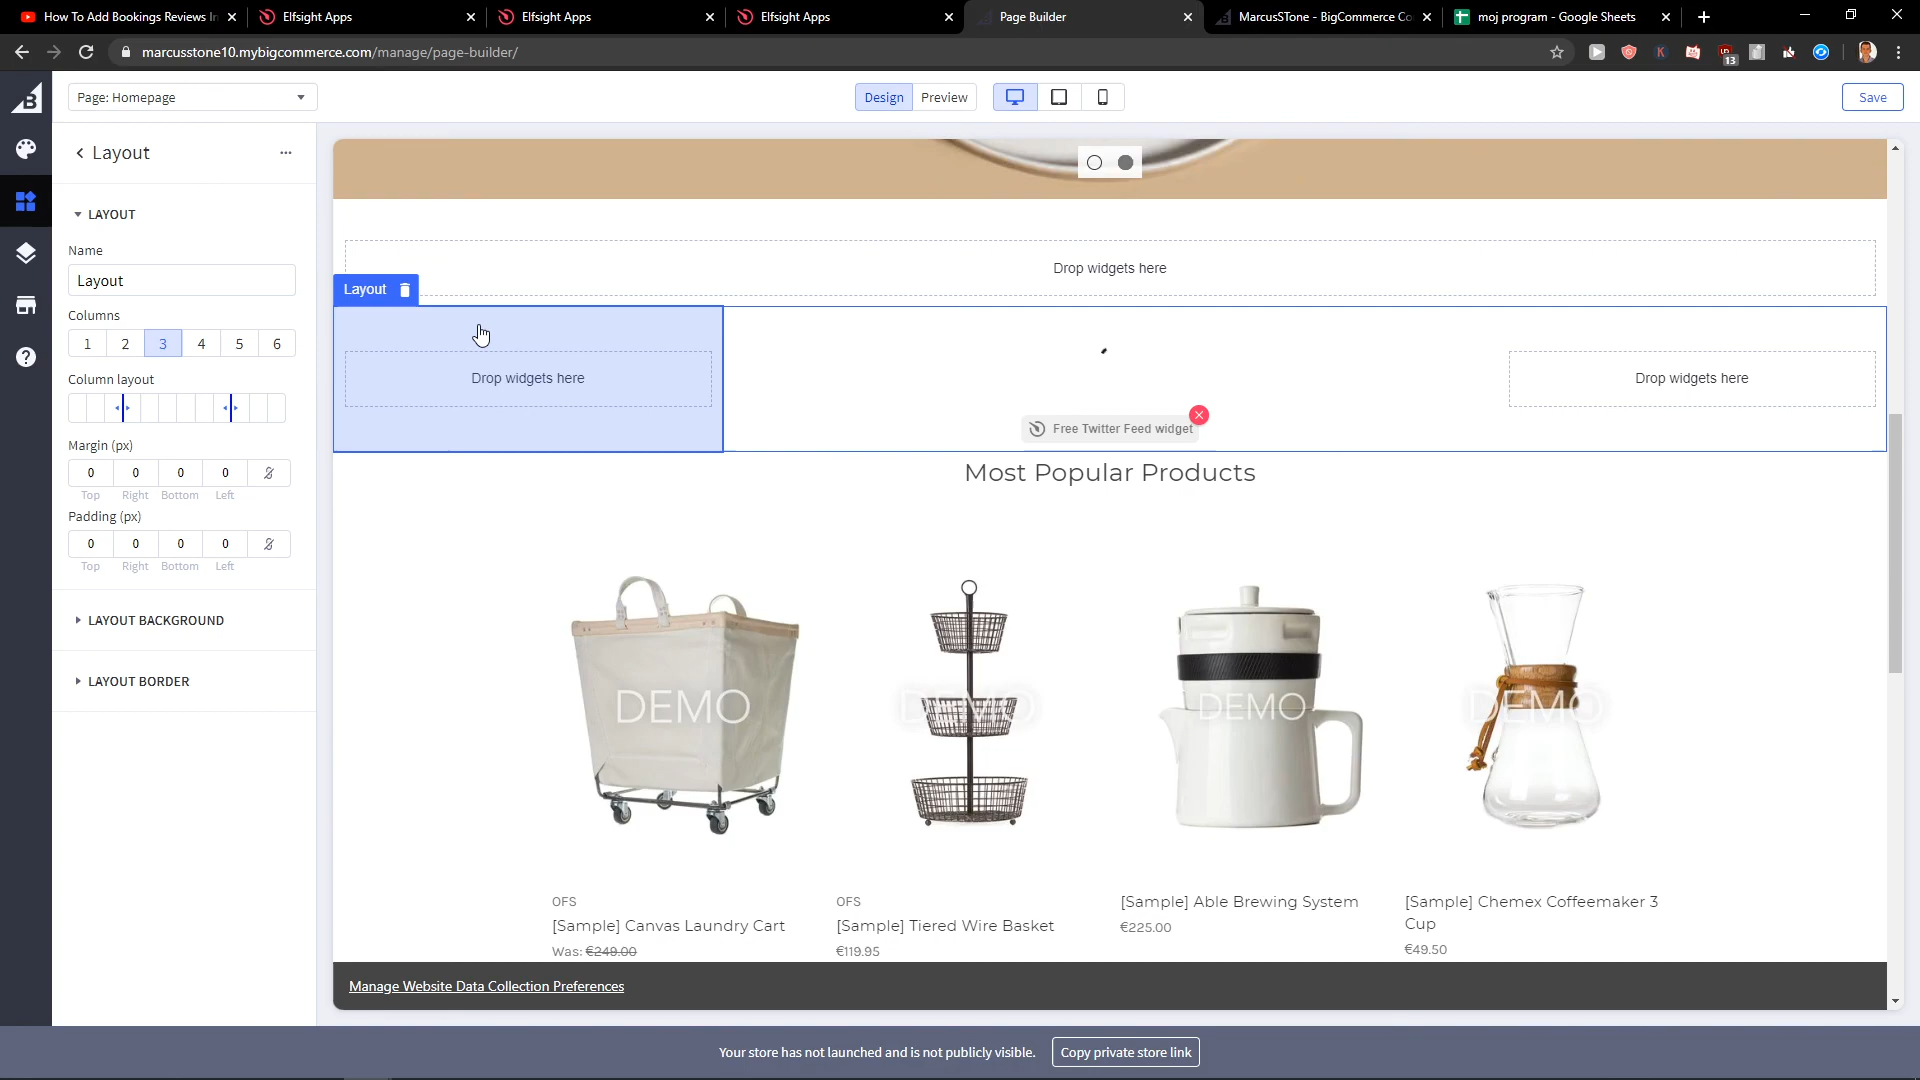 How To Add Bookings Reviews In
Elfsight Apps
Elfsight Apps
Elfsight Apps
Page Builder
MarcusSTone - BigCommerce Co
moj program - Google Sheets
marcusstone10.mybigcommerce.com/manage/page-builder/
13
Page: Homepage
Design
Preview
Save
Layout
LAYOUT
Name
Layout
Columns
1 2 3 4 5 6
Column layout
Margin (px)
0 0 0 0
Top Right Bottom Left
Padding (px)
0 0 0 0
Top Right Bottom Left
LAYOUT BACKGROUND
LAYOUT BORDER
Drop widgets here
Layout
Drop widgets here
Drop widgets here
Free Twitter Feed widget
Most Popular Products
DEMO
DEMO
DEMO
DEMO
OFS
[Sample] Canvas Laundry Cart
Was: €249.00
OFS
[Sample] Tiered Wire Basket
€119.95
[Sample] Able Brewing System
€225.00
[Sample] Chemex Coffeemaker 3
Cup
€49.50
Manage Website Data Collection Preferences
Your store has not launched and is not publicly visible.
Copy private store link